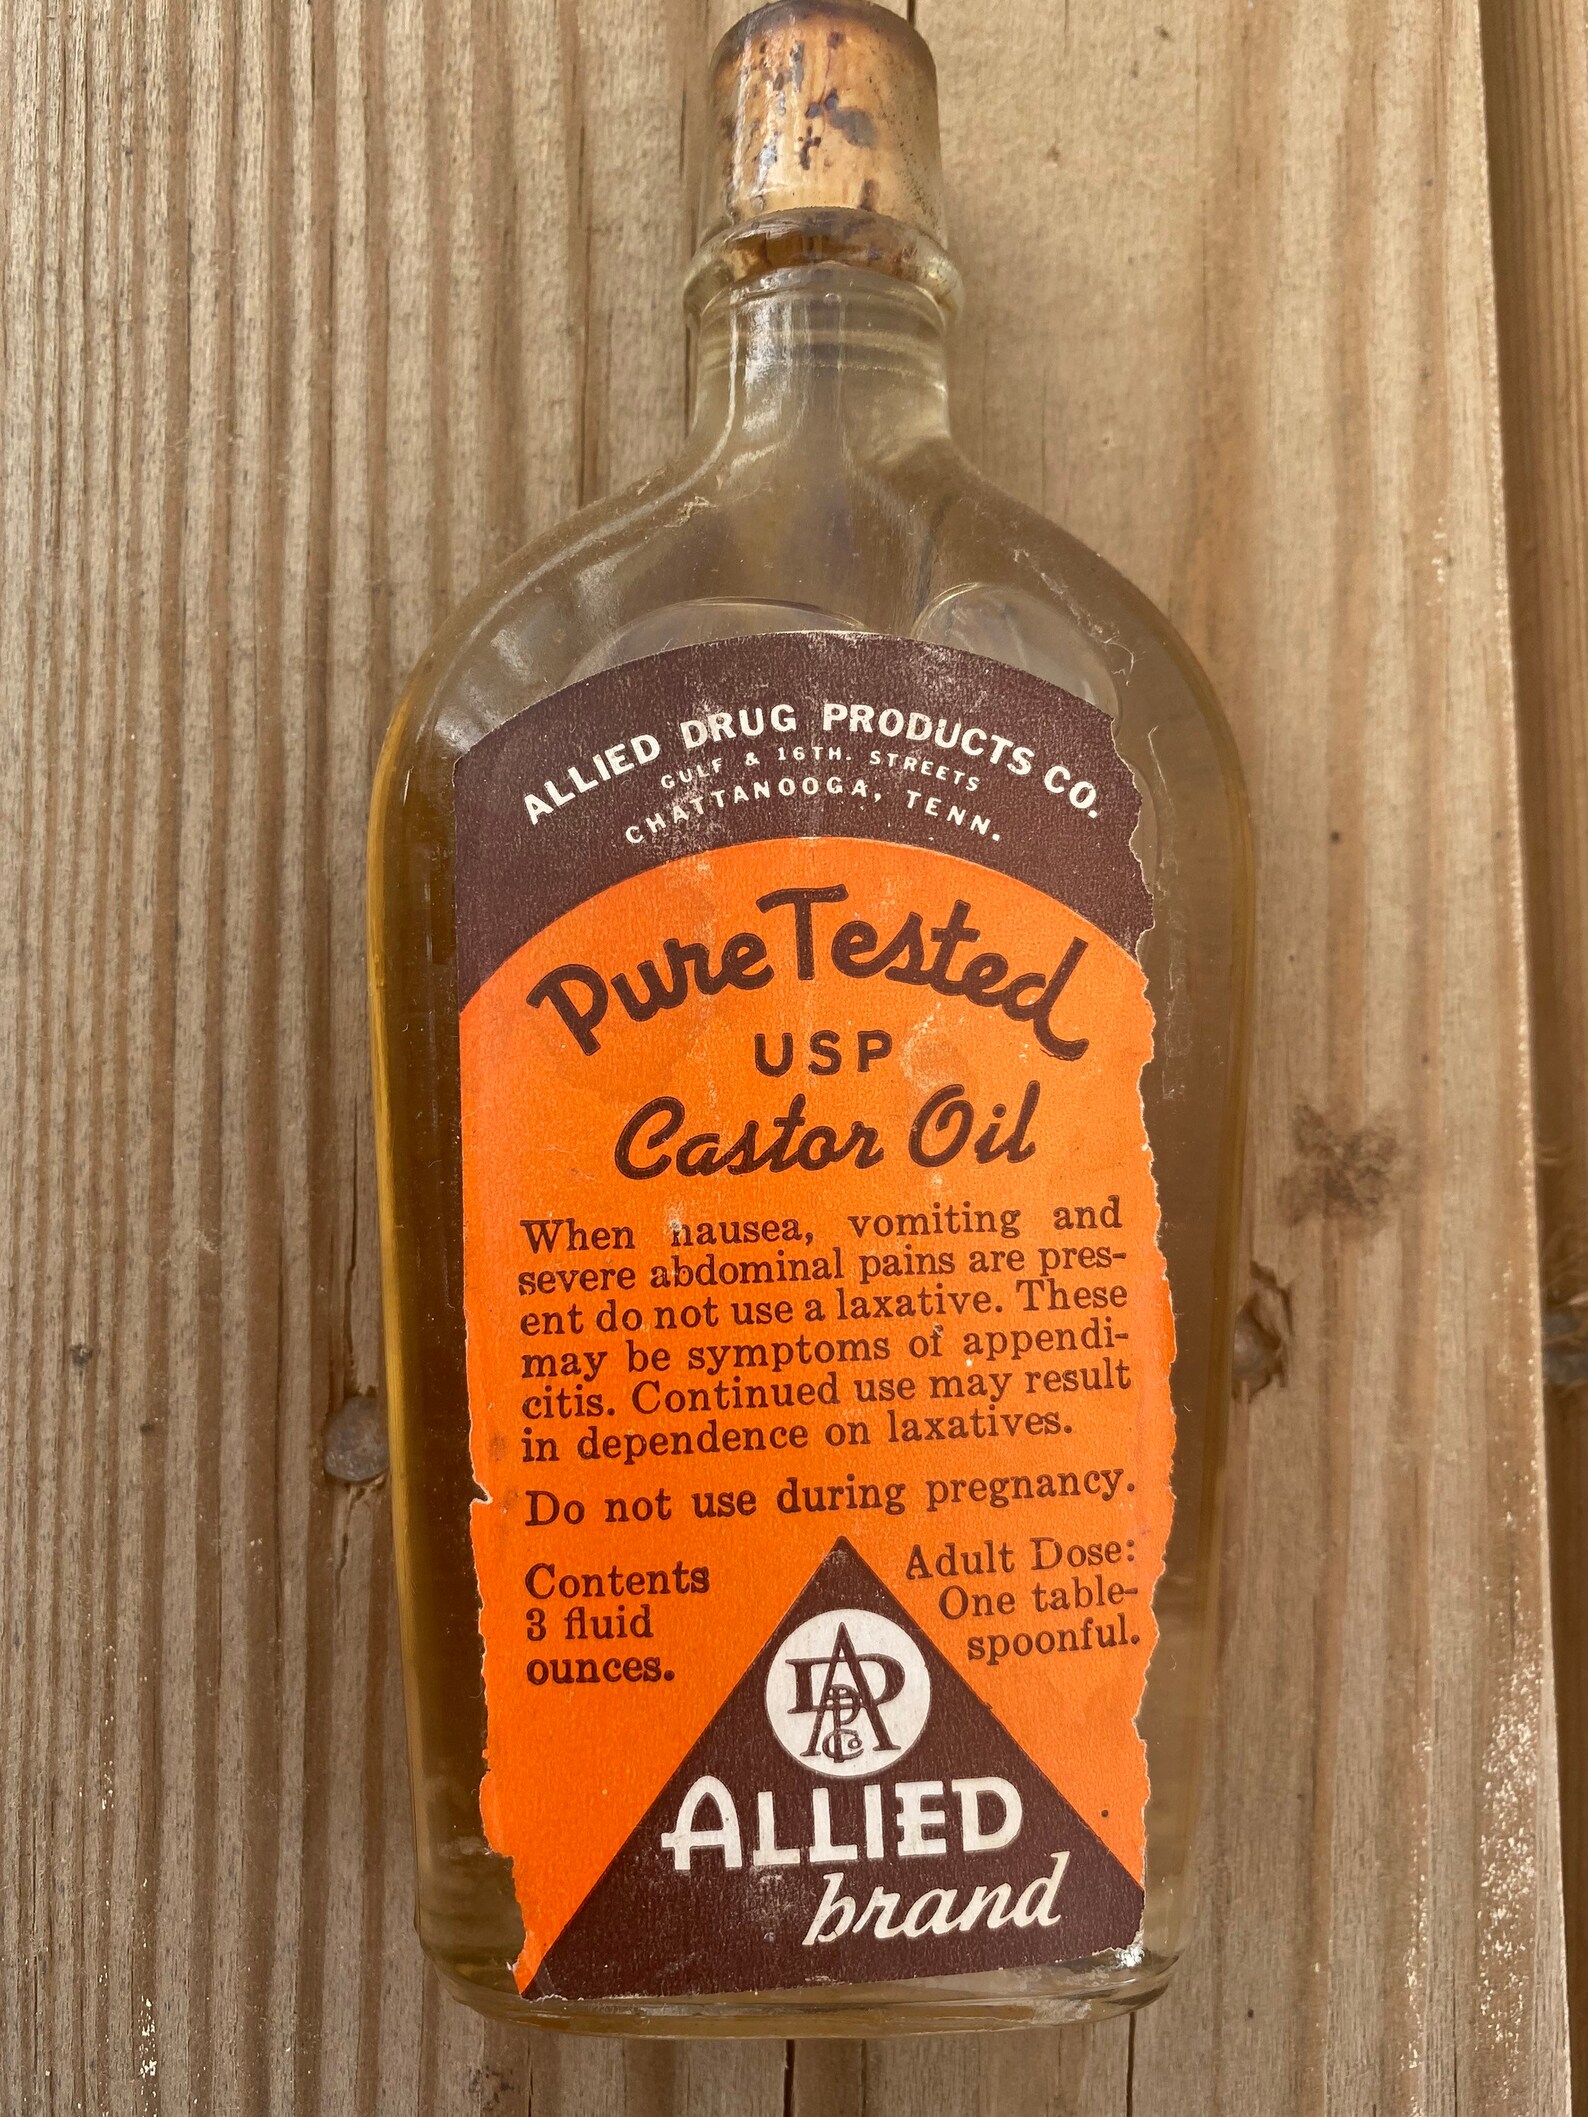 ALLIED DRUG PRODUCTS CO.
GULF & 16TH. STREETS
CHATTANOOGA, TENN.
Pure Tested
USP
Castor Oil
When nausea, vomiting and
severe abdominal pains are pres-
ent do not use a laxative. These
may be symptoms of appendi-
citis. Continued use may result
in dependence on laxatives.
Do not use during pregnancy.
Contents
3 fluid
ounces.
Adult Dose:
One table-
spoonful.
ADPCo
ALLIED
brand